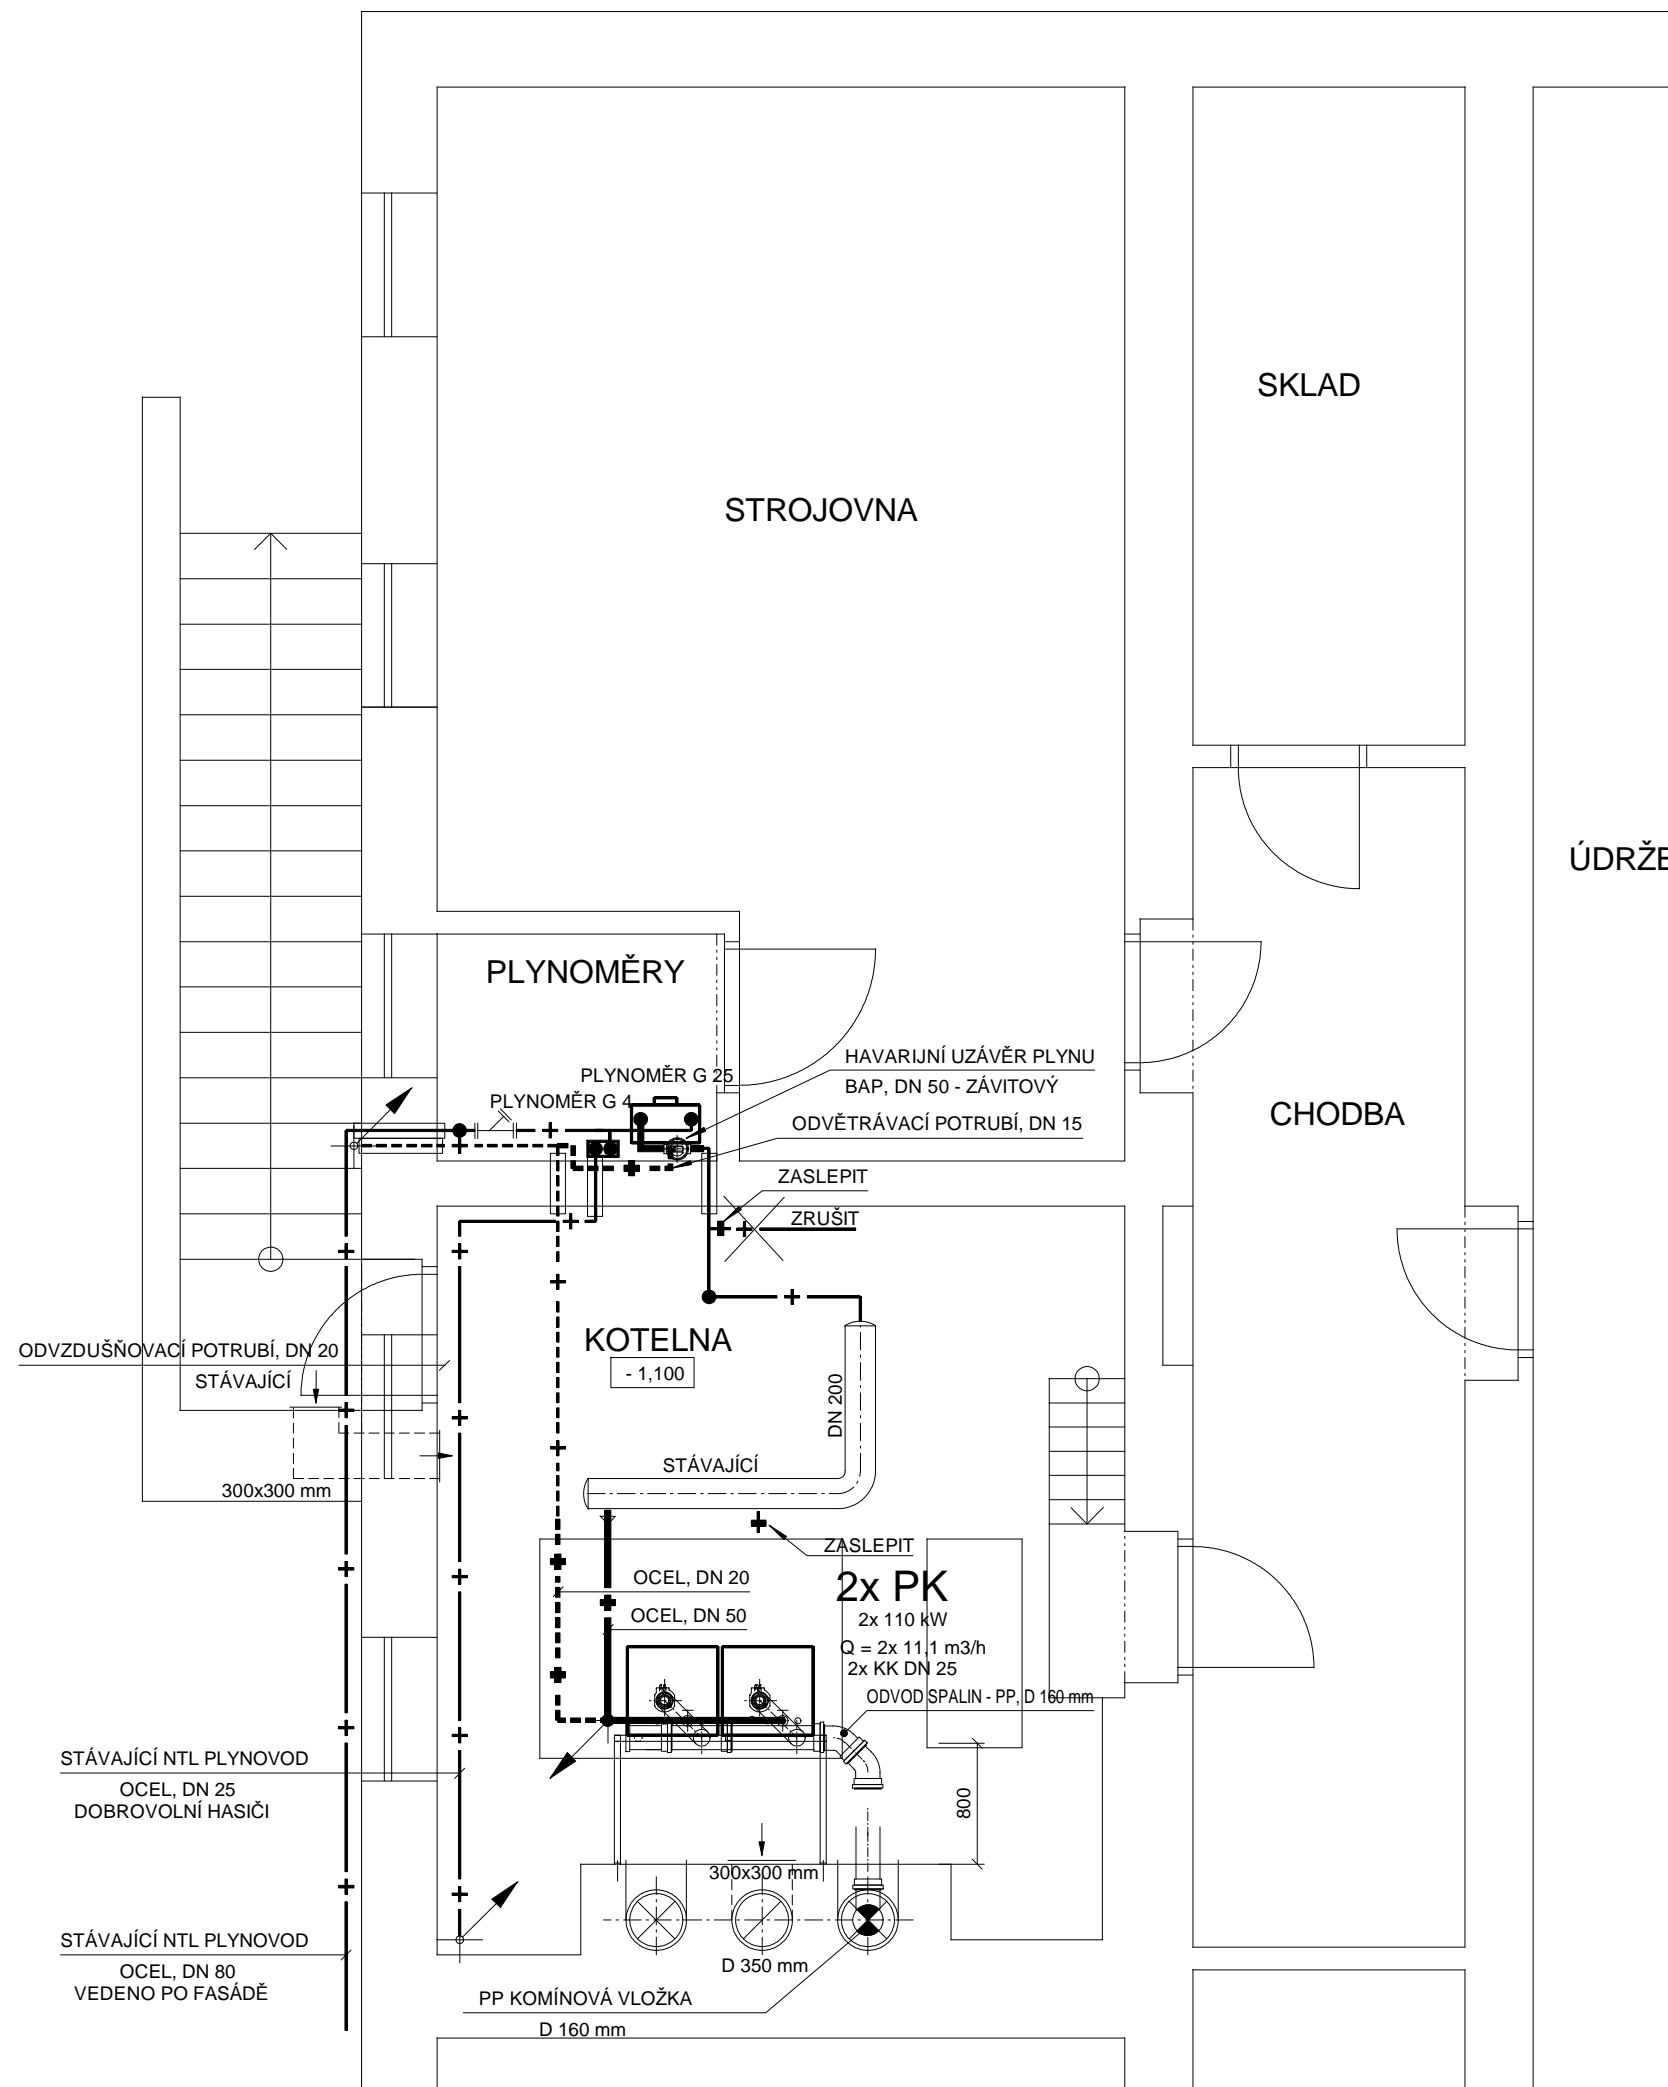 SKLAD
STROJOVNA
ÚDRŽE
PLYNOMĚRY
HAVARIJNÍ UZÁVĚR PLYNU
BAP, DN 50 - ZÁVITOVÝ
PLYNOMĚR G 25
PLYNOMĚR G 4
ODVĚTRÁVACÍ POTRUBÍ, DN 15
CHODBA
ZASLEPIT
ZRUŠIT
KOTELNA
- 1,100
ODVZDUŠŇOVACÍ POTRUBÍ, DN 20
STÁVAJÍCÍ
DN 200
STÁVAJÍCÍ
300x300 mm
ZASLEPIT
OCEL, DN 20
OCEL, DN 50
2x PK
2x 110 kW
Q = 2x 11,1 m3/h
2x KK DN 25
ODVOD SPALIN - PP, D 160 mm
STÁVAJÍCÍ NTL PLYNOVOD
OCEL, DN 25
DOBROVOLNÍ HASIČI
800
300x300 mm
STÁVAJÍCÍ NTL PLYNOVOD
OCEL, DN 80
VEDENO PO FASÁDĚ
D 350 mm
PP KOMÍNOVÁ VLOŽKA
D 160 mm